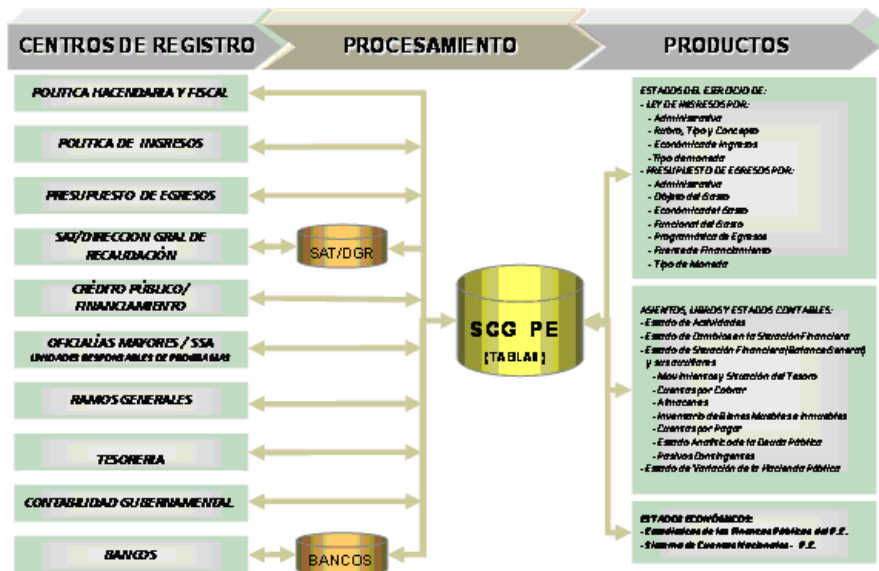 CENTROS DE REGISTRO
PROCESAMIENTO
PRODUCTOS
POLITICA HACENDARIA Y FISCAL
POLITICA DE INGRESOS
PRESUPUESTO DE EGRESOS
SAT/DIRECCION GRAL DE
RECAUDACIÓN
CRÉDITO PÚBLICO/
FINANCIAMIENTO
OFICIALÍAS MAYORES / SSA
UNIDADES RESPONSABLES DE PROGRAMAS
RAMOS GENERALES
TESORERIA
CONTABILIDAD GUBERNAMENTAL
BANCOS
SAT/DGR
BANCOS
SCG PE
(TABLAS)
ESTADOS DEL EJERCICIO DE:
- LEY DE INGRESOS POR:
- Administrativa
- Rubro, Tipo y Concepto
- Económica de Ingresos
- Tipo de moneda
- PRESUPUESTO DE EGRESOS POR:
- Administrativa
- Objeto del Gasto
- Económica del Gasto
- Funcional del Gasto
- Programática de Egresos
- Fuente de Financiamiento
- Tipo de Moneda
ASIENTOS, LIBROS Y ESTADOS CONTABLES:
- Estado de Actividades
- Estado de Cambios en la Situación Financiera
- Estado de Situación Financiera (Balance General)
y sus auxiliares
- Movimientos y Situación del Tesoro
- Cuentas por Cobrar
- Almacenes
- Inventario de Bienes Muebles e Inmuebles
- Cuentas por Pagar
- Estado Analítico de la Deuda Pública
- Pasivos Contingentes
- Estado de Variación de la Hacienda Pública
ESTADOS ECONÓMICOS:
- Estadísticas de las Finanzas Públicas del P.E.
- Sistema de Cuentas Nacionales - P.E.